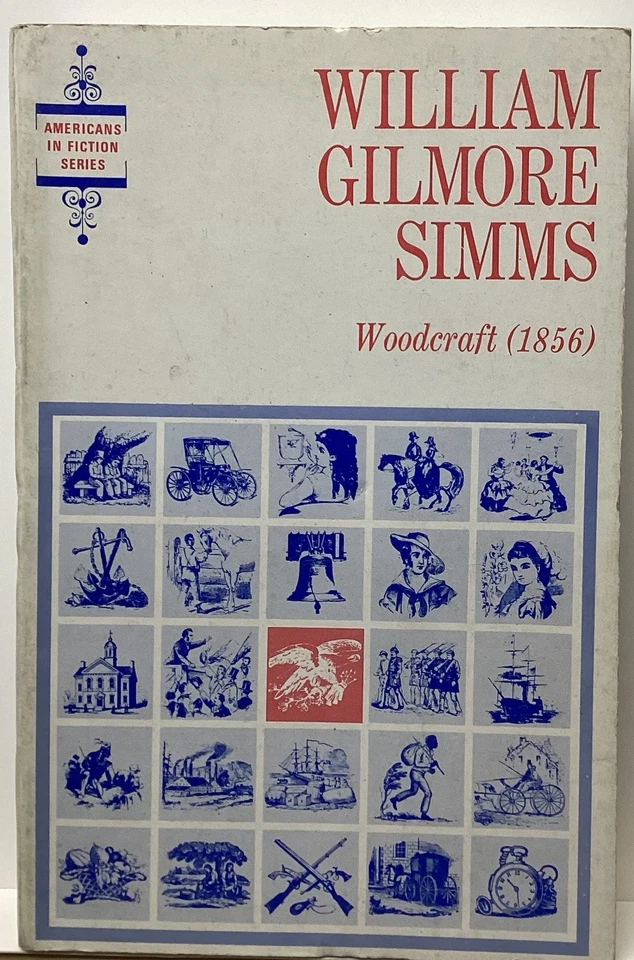 AMERICANS
IN FICTION
SERIES
WILLIAM
GILMORE
SIMMS
Woodcraft (1856)